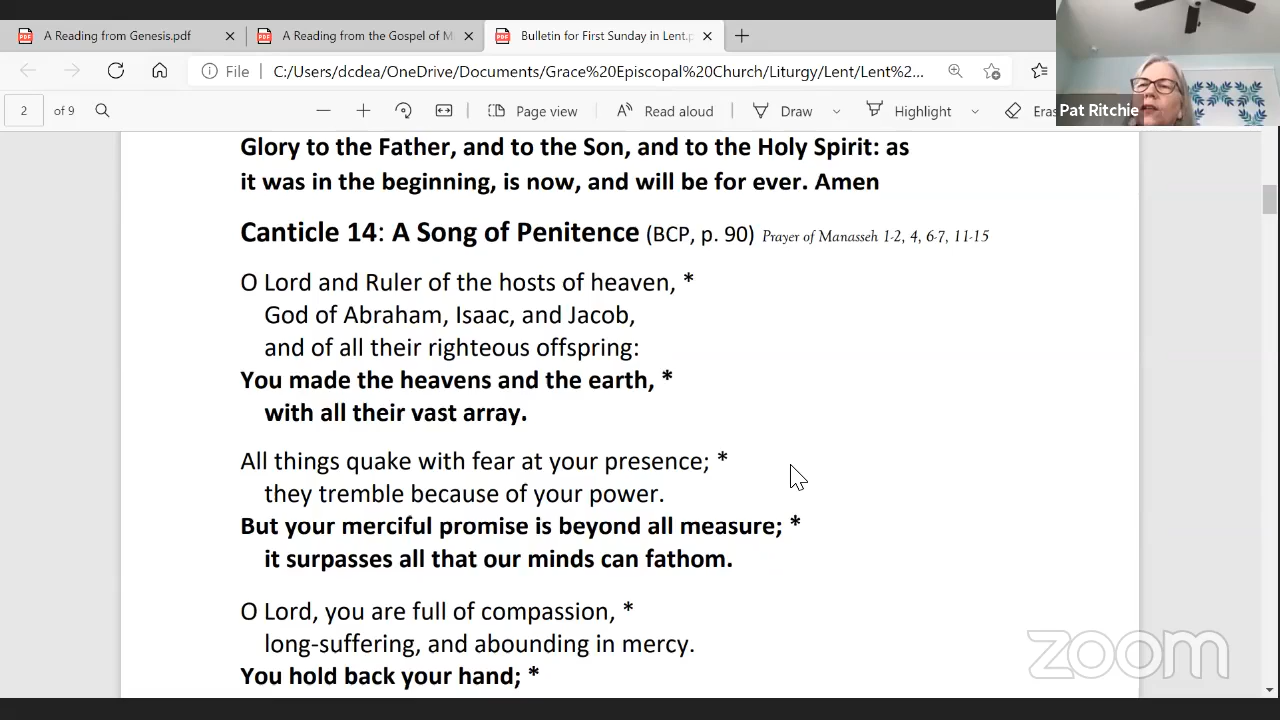 A Reading from Genesis.pdf
A Reading from the Gospel of M
Bulletin for First Sunday in Lent.p
File
C:/Users/dcdea/OneDrive/Documents/Grace%20Episcopal%20Church/Liturgy/Lent/Lent%2...
2 of 9
Page view
Read aloud
Draw
Highlight
Eras
Pat Ritchie
Glory to the Father, and to the Son, and to the Holy Spirit: as
it was in the beginning, is now, and will be for ever. Amen
Canticle 14: A Song of Penitence (BCP, p. 90) Prayer of Manasseh 1-2, 4, 6-7, 11-15
O Lord and Ruler of the hosts of heaven, *
God of Abraham, Isaac, and Jacob,
and of all their righteous offspring:
You made the heavens and the earth, *
with all their vast array.
All things quake with fear at your presence; *
they tremble because of your power.
But your merciful promise is beyond all measure; *
it surpasses all that our minds can fathom.
O Lord, you are full of compassion, *
long-suffering, and abounding in mercy.
You hold back your hand; *
zoom